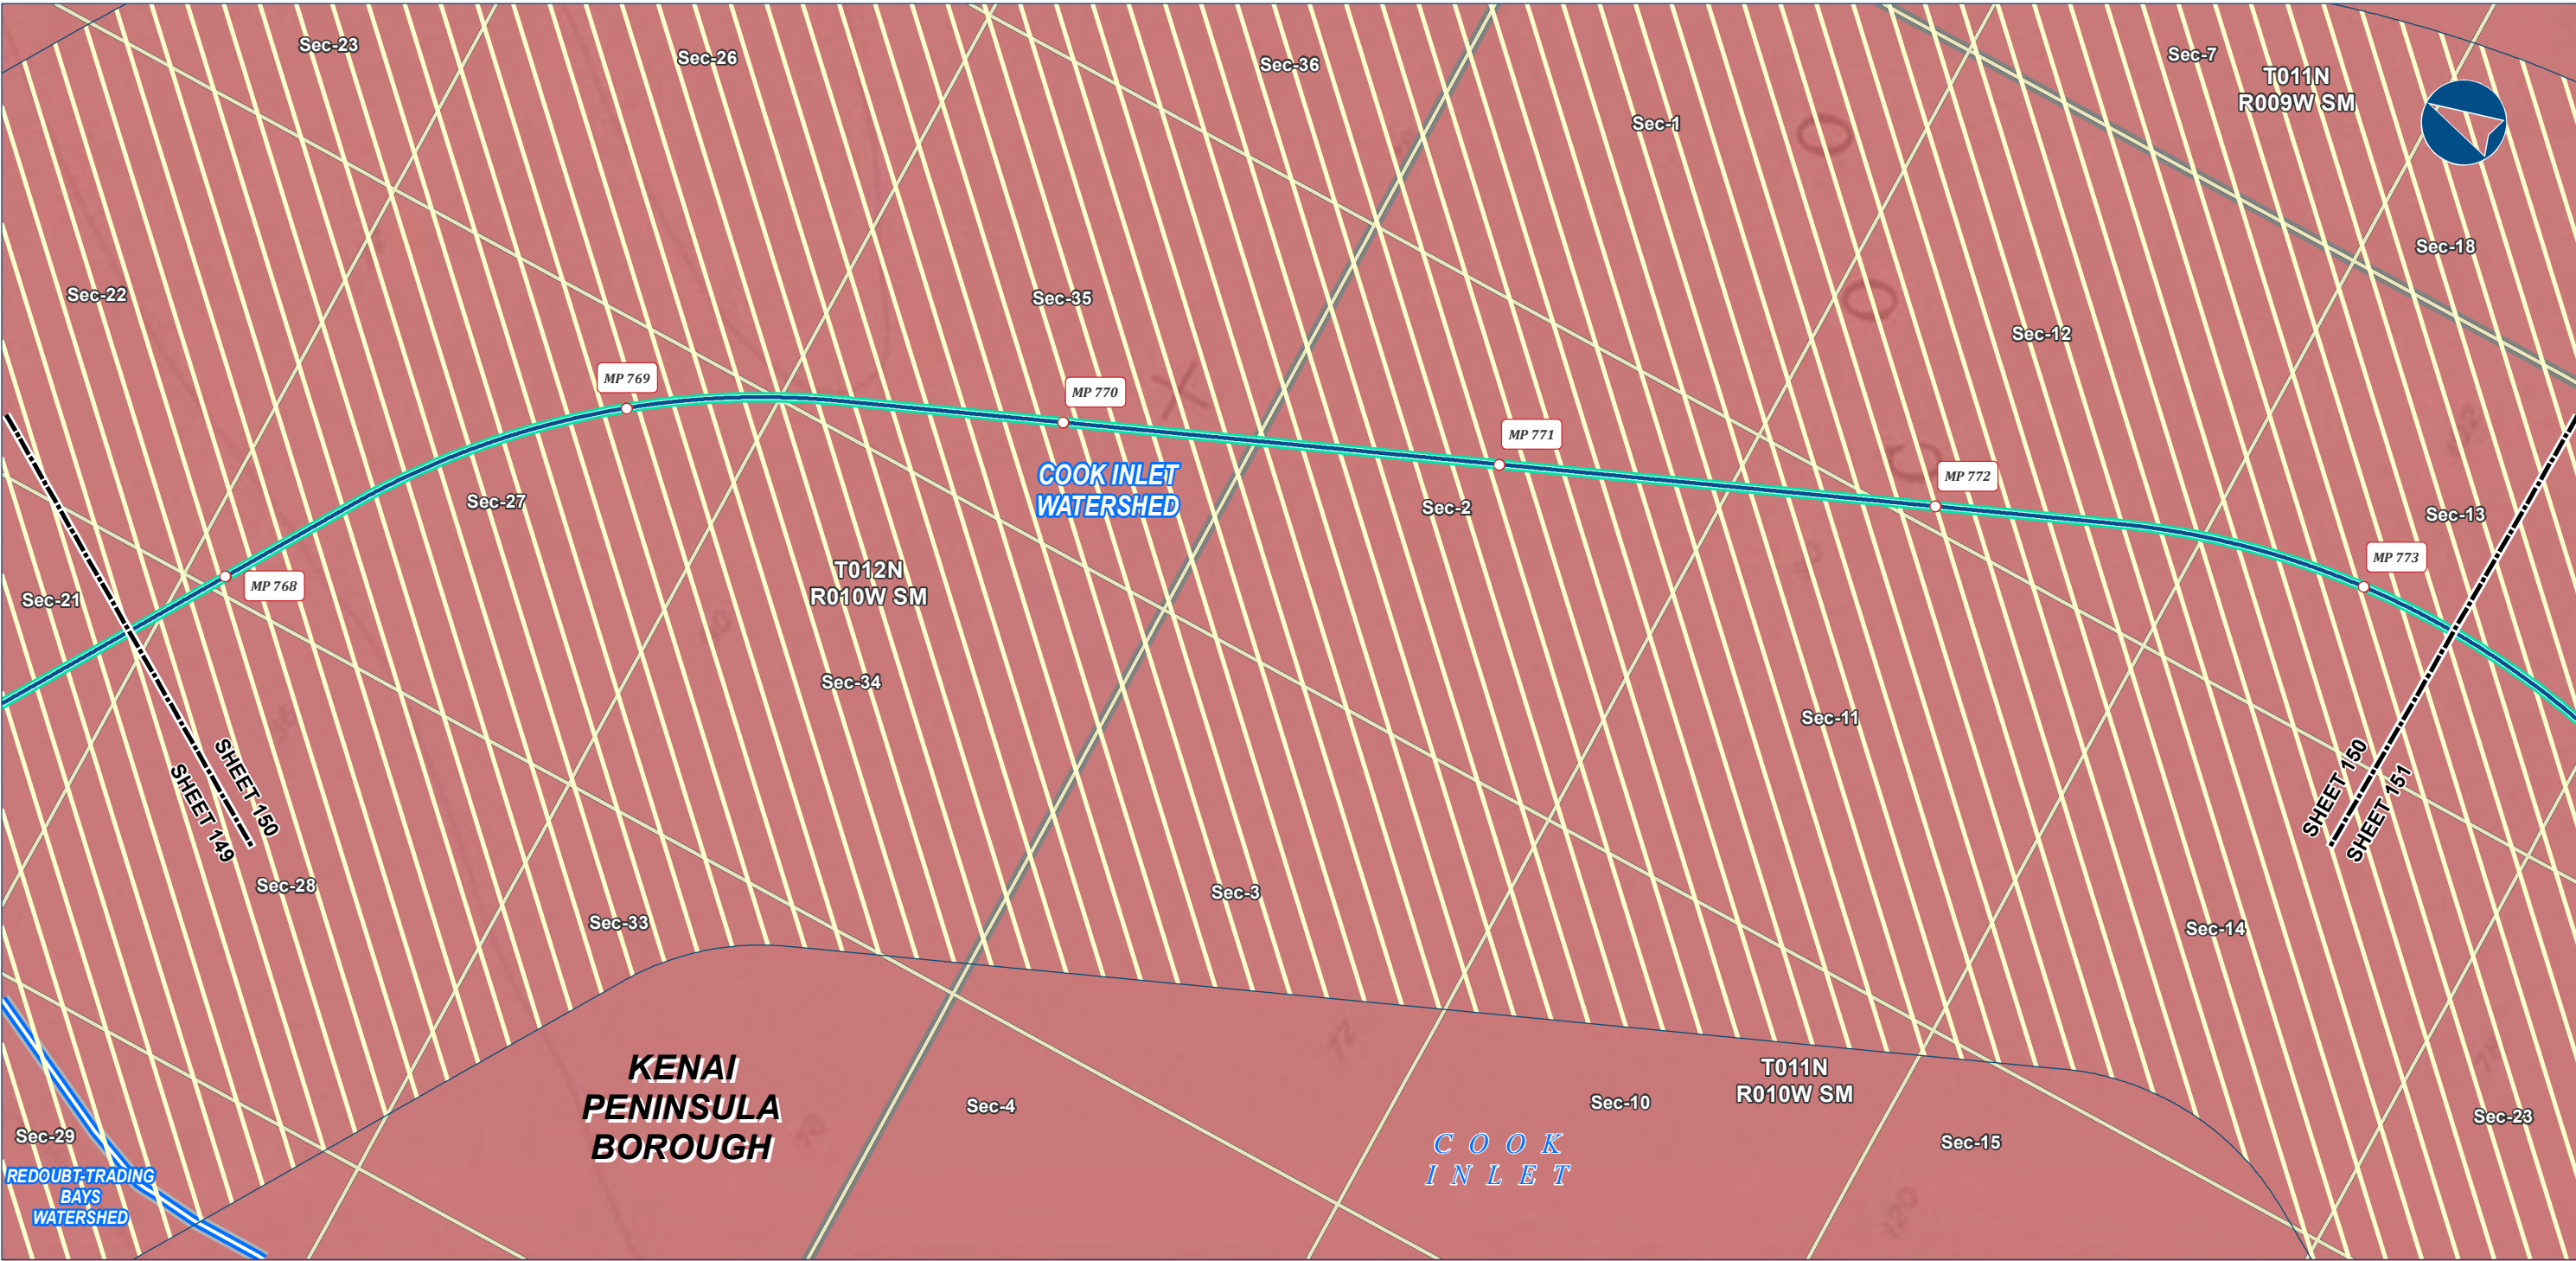 Sec-23
Sec-26
Sec-36
Sec-7
T011N
R009W SM
Sec-1
Sec-18
Sec-22
Sec-35
Sec-12
MP 769
MP 770
MP 771
MP 772
COOK INLET
WATERSHED
Sec-27
Sec-2
Sec-13
MP 773
MP 768
T012N
R010W SM
Sec-21
Sec-34
Sec-11
SHEET 150
SHEET 149
SHEET 150
SHEET 151
Sec-28
Sec-33
Sec-3
Sec-14
KENAI
PENINSULA
BOROUGH
Sec-4
Sec-10
T011N
R010W SM
COOK
INLET
Sec-15
Sec-23
Sec-29
REDOUBT-TRADING
BAYS
WATERSHED
C O O K
72
120